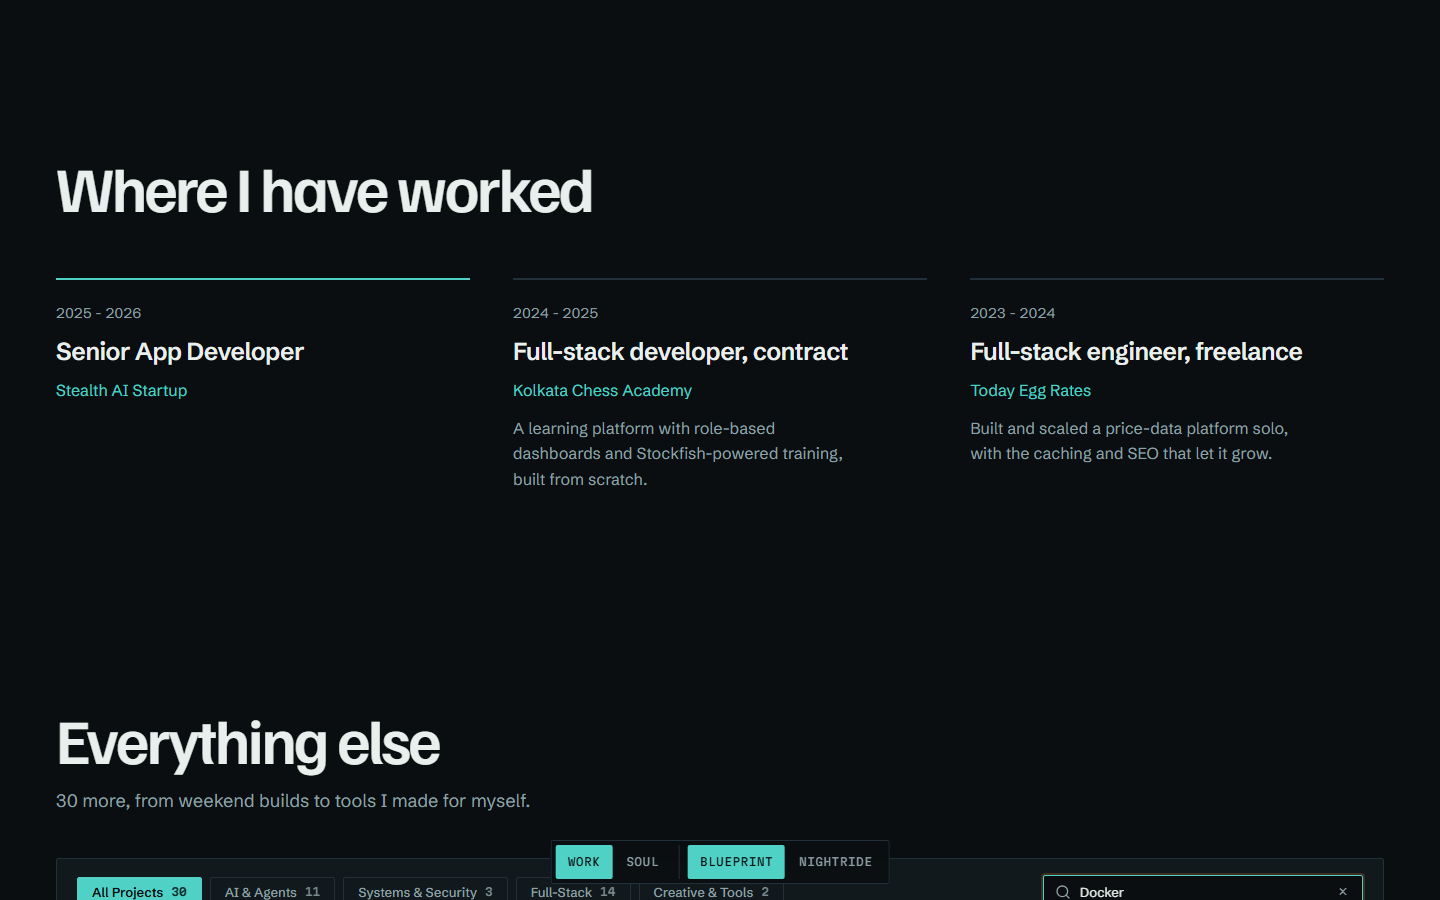 Where I have worked
2025 - 2026
Senior App Developer
Stealth AI Startup
2024 - 2025
Full-stack developer, contract
Kolkata Chess Academy
A learning platform with role-based
dashboards and Stockfish-powered training,
built from scratch.
2023 - 2024
Full-stack engineer, freelance
Today Egg Rates
Built and scaled a price-data platform solo,
with the caching and SEO that let it grow.
Everything else
30 more, from weekend builds to tools I made for myself.
WORK SOUL BLUEPRINT NIGHTRIDE
All Projects 30 AI & Agents 11 Systems & Security 3 Full-Stack 14 Creative & Tools 2 Docker ×